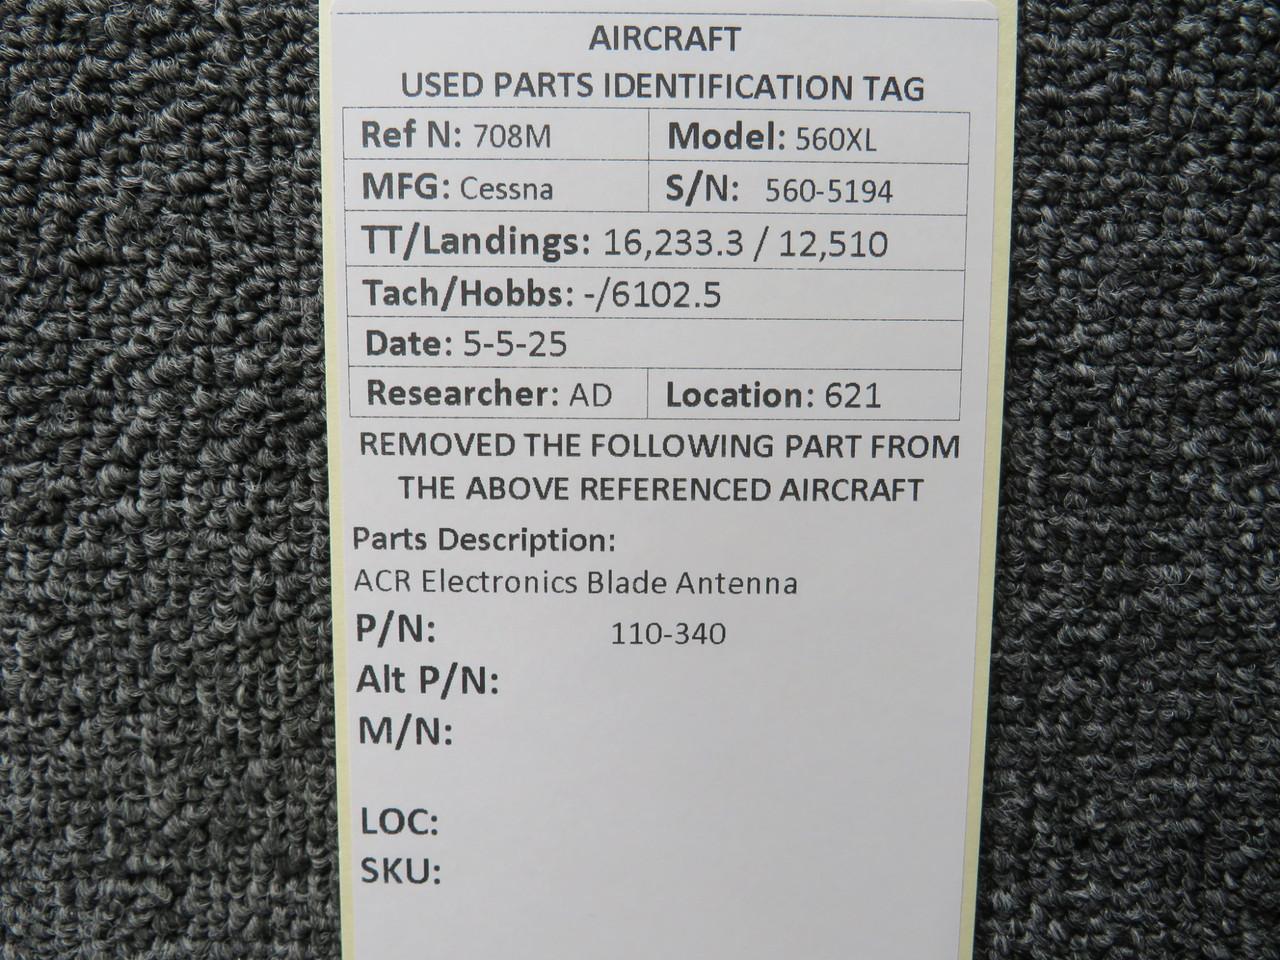 AIRCRAFT
USED PARTS IDENTIFICATION TAG
Ref N: 708M Model: 560XL
MFG: Cessna S/N: 560-5194
TT/Landings: 16,233.3 / 12,510
Tach/Hobbs: -/6102.5
Date: 5-5-25
Researcher: AD Location: 621
REMOVED THE FOLLOWING PART FROM
THE ABOVE REFERENCED AIRCRAFT
Parts Description:
ACR Electronics Blade Antenna
P/N: 110-340
Alt P/N:
M/N:
LOC:
SKU: